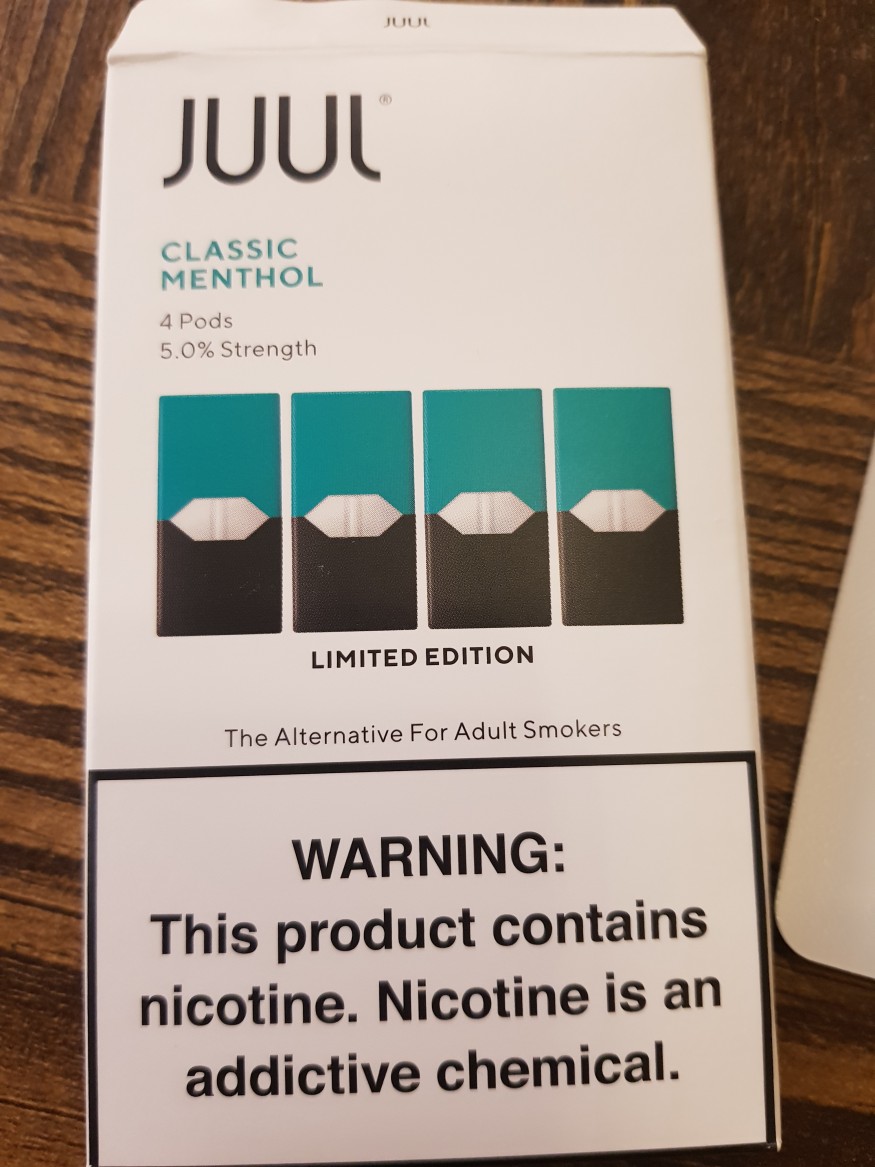 JUUL
JUUL®
CLASSIC
MENTHOL
4 Pods
5.0% Strength
LIMITED EDITION
The Alternative For Adult Smokers
WARNING:
This product contains
nicotine. Nicotine is an
addictive chemical.